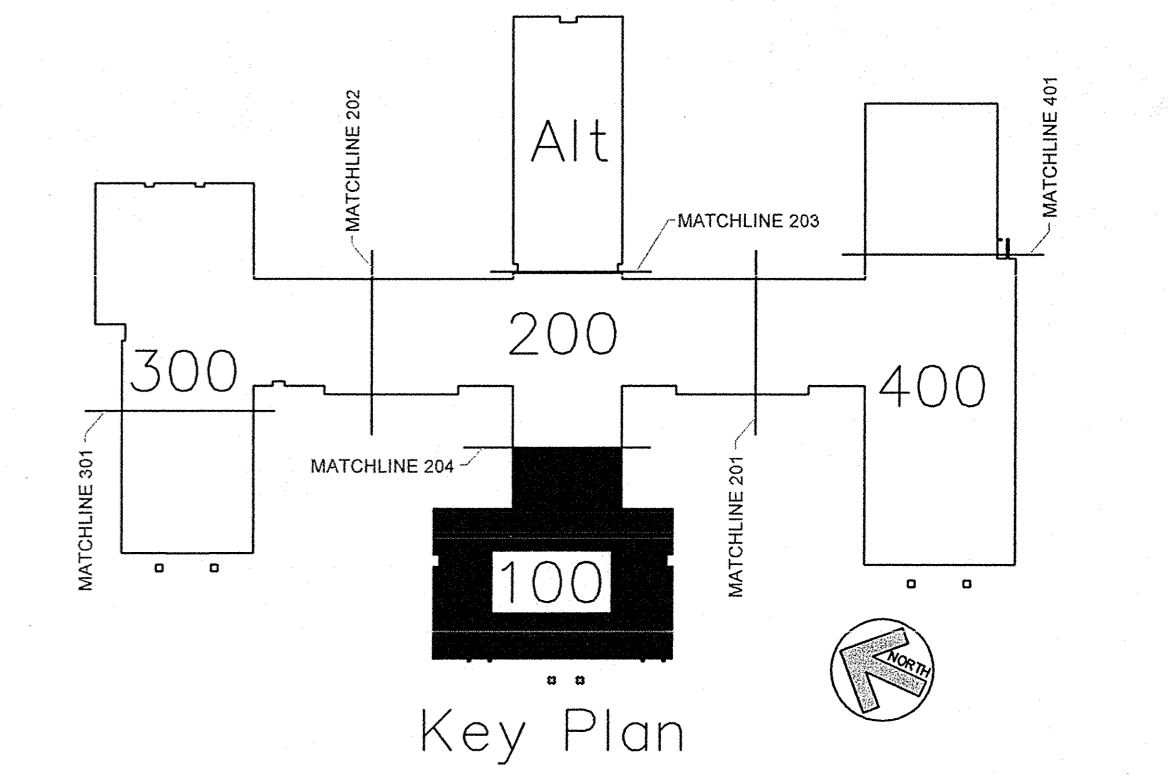 Alt
MATCHLINE 202
MATCHLINE 401
MATCHLINE 203
200
300
400
MATCHLINE 204
MATCHLINE 301
MATCHLINE 201
100
NORTH
Key Plan